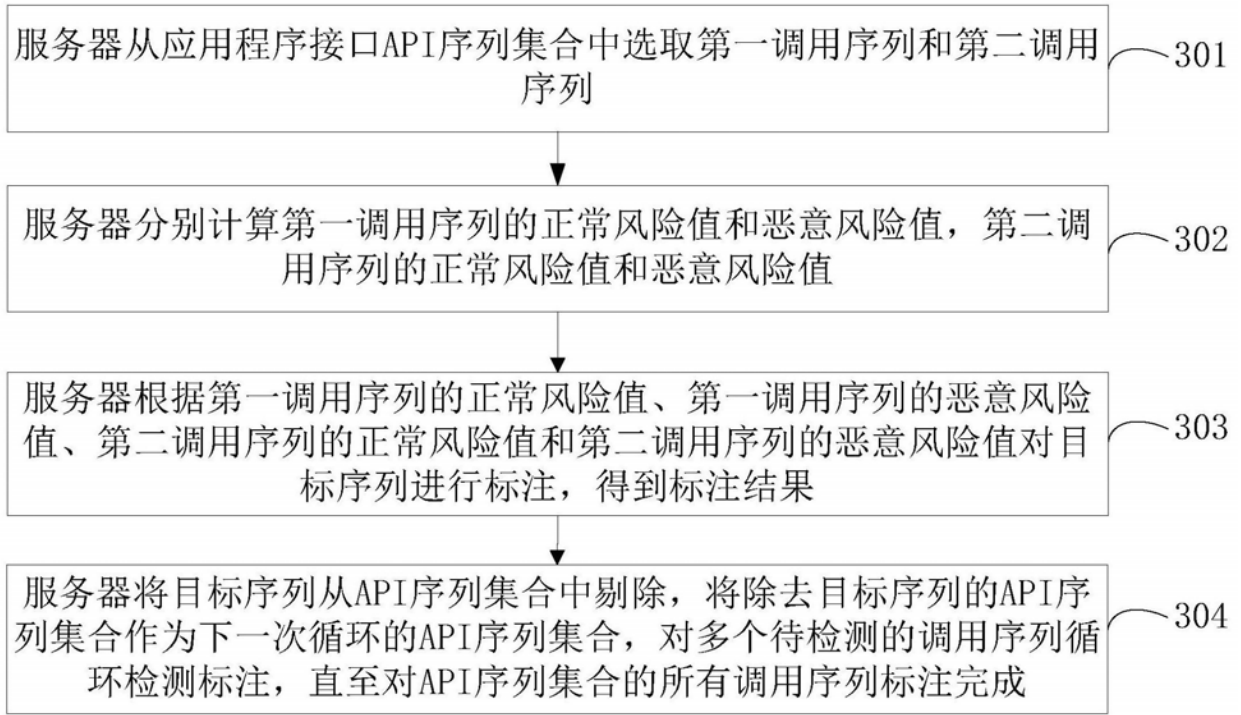 服务器从应用程序接口API序列集合中选取第一调用序列和第二调用
序列
301
服务器分别计算第一调用序列的正常风险值和恶意风险值，第二调
用序列的正常风险值和恶意风险值
302
服务器根据第一调用序列的正常风险值、第一调用序列的恶意风险
值、第二调用序列的正常风险值和第二调用序列的恶意风险值对目
标序列进行标注，得到标注结果
303
服务器将目标序列从API序列集合中剔除，将除去目标序列的API序
列集合作为下一次循环的API序列集合，对多个待检测的调用序列循
环检测标注，直至对API序列集合的所有调用序列标注完成
304